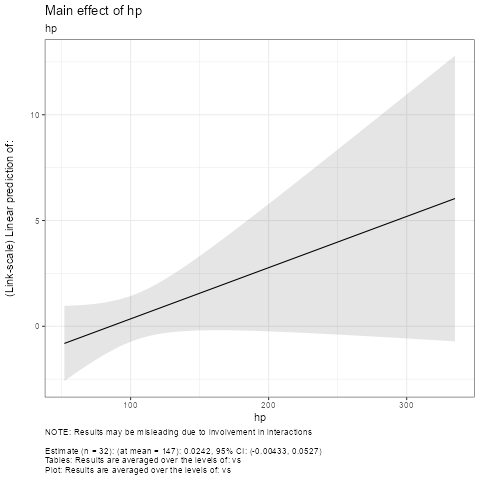 Main effect of hp
hp
(Link-scale) Linear prediction of:
10
5
0
100
200
300
hp
NOTE: Results may be misleading due to involvement in interactions
Estimate (n = 32): (at mean = 147): 0.0242, 95% CI: (-0.00433, 0.0527)
Tables: Results are averaged over the levels of: vs
Plot: Results are averaged over the levels of: vs